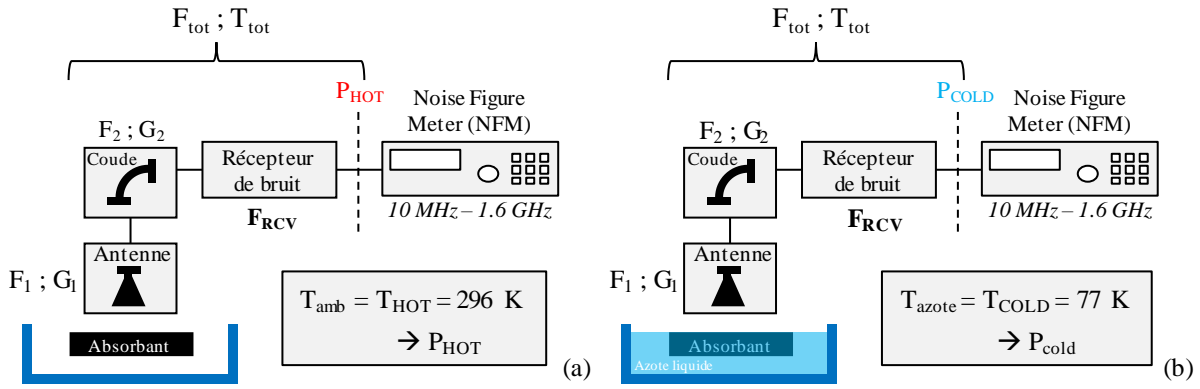 F_tot ; T_tot
P_HOT
Noise Figure
Meter (NFM)
F_2 ; G_2
Coude
Récepteur
de bruit
10 MHz – 1.6 GHz
F_RCV
Antenne
F_1 ; G_1
T_amb = T_HOT = 296 K
→ P_HOT
Absorbant
(a)
F_tot ; T_tot
P_COLD
Noise Figure
Meter (NFM)
F_2 ; G_2
Coude
Récepteur
de bruit
10 MHz – 1.6 GHz
F_RCV
Antenne
F_1 ; G_1
T_azote = T_COLD = 77 K
→ P_cold
Absorbant
Azote liquide
(b)